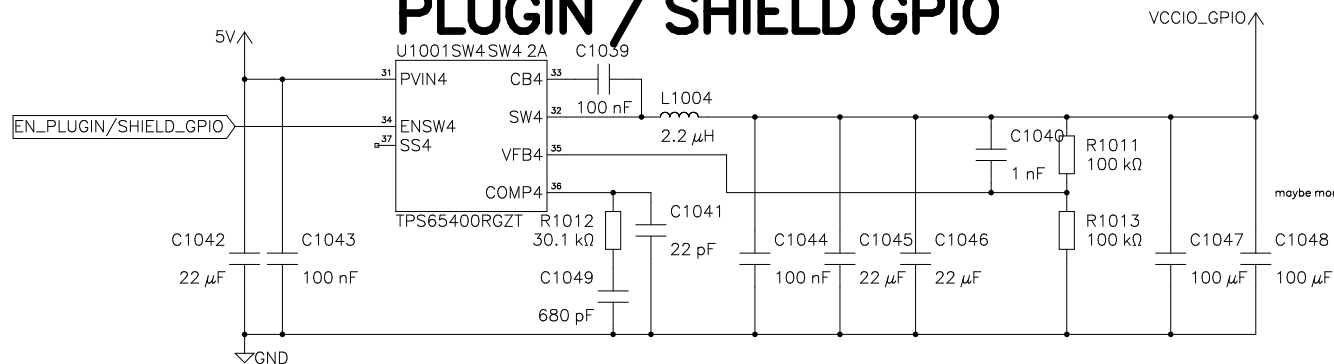 PLUGIN / SHIELD GPIO
VCCIO_GPIO
5V
U1001SW4 SW4 2A
C1039
100 nF
31 PVIN4
CB4 33
L1004
2.2 µH
SW4 32
EN_PLUGIN/SHIELD_GPIO
34 ENSW4
37 SS4
VFB4 35
COMP4 36
TPS65400RGZT
C1040
1 nF
R1011
100 kΩ
maybe mor
R1012
30.1 kΩ
C1041
22 pF
R1013
100 kΩ
C1042
22 µF
C1043
100 nF
C1049
680 pF
C1044
100 nF
C1045
22 µF
C1046
22 µF
C1047
100 µF
C1048
100 µF
GND